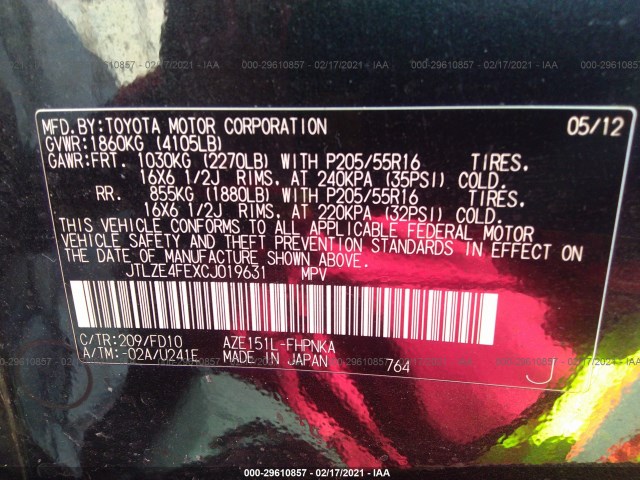 000-29610857 - 02/17/2021 - IAA
MFD.BY:TOYOTA MOTOR CORPORATION 05/12
GVWR:1860KG (4105LB)
GAWR:FRT. 1030KG (2270LB) WITH P205/55R16 TIRES.
16X6 1/2J RIMS. AT 240KPA (35PSI) COLD.
RR. 855KG (1880LB) WITH P205/55R16 TIRES.
16X6 1/2J RIMS. AT 220KPA (32PSI) COLD.
THIS VEHICLE CONFORMS TO ALL APPLICABLE FEDERAL MOTOR
VEHICLE SAFETY AND THEFT PREVENTION STANDARDS IN EFFECT ON
THE DATE OF MANUFACTURE SHOWN ABOVE.
JTLZE4FEXCJ019631 MPV
C/TR:209/FD10 AZE151L-FHPNKA
A/TM:-02A/U241E MADE IN JAPAN 764 J
000-29610857 - 02/17/2021 - IAA